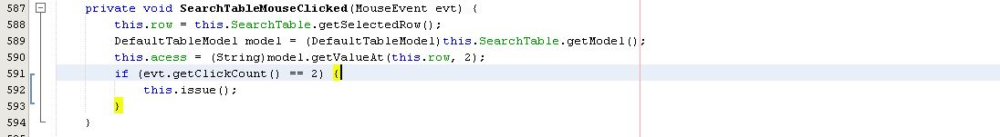 587 private void SearchTableMouseClicked(MouseEvent evt) {
588 this.row = this.SearchTable.getSelectedRow();
589 DefaultTableModel model = (DefaultTableModel)this.SearchTable.getModel();
590 this.acess = (String)model.getValueAt(this.row, 2);
591 if (evt.getClickCount() == 2) {
592 this.issue();
593 }
594 }